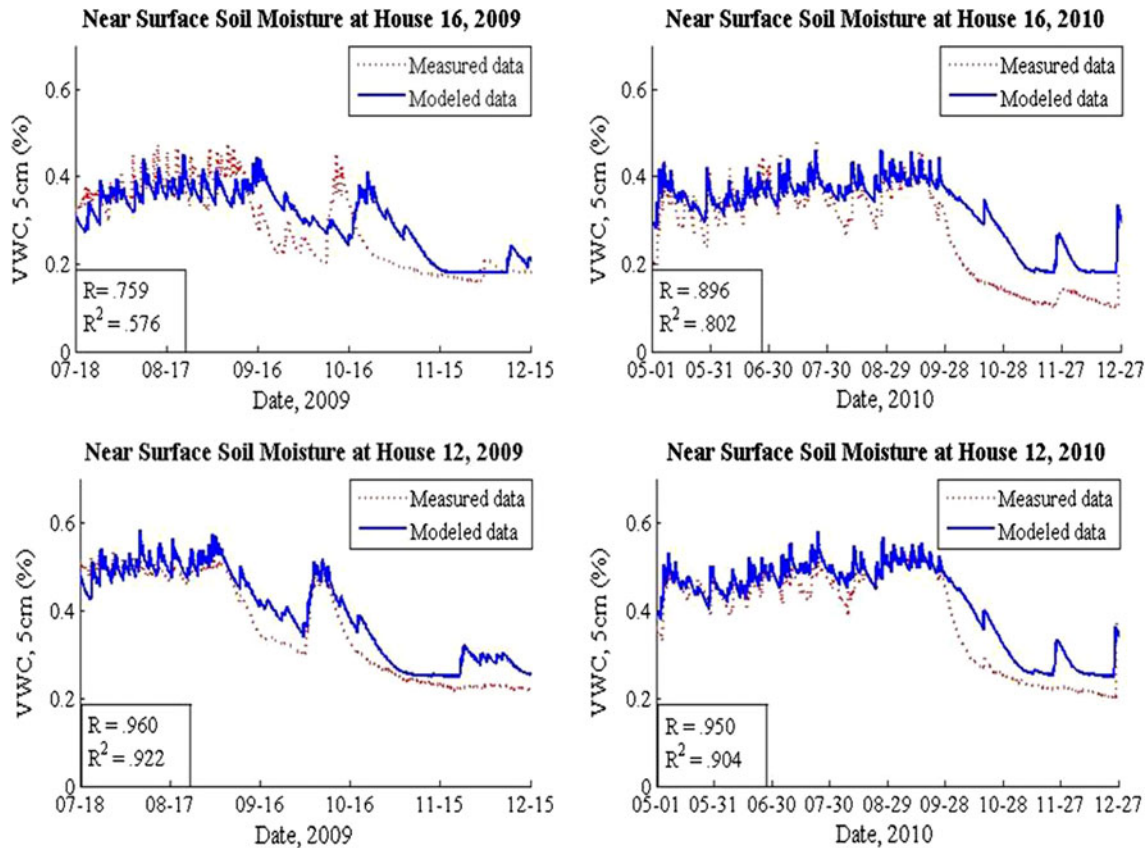 Near Surface Soil Moisture at House 16, 2009
Measured data
Modeled data
VWC, 5cm (%)
0.6
0.4
0.2
0
R= .759
R² = .576
07-18 08-17 09-16 10-16 11-15 12-15
Date, 2009
Near Surface Soil Moisture at House 16, 2010
Measured data
Modeled data
VWC, 5cm (%)
0.6
0.4
0.2
0
R = .896
R² = .802
05-01 05-31 06-30 07-30 08-29 09-28 10-28 11-27 12-27
Date, 2010
Near Surface Soil Moisture at House 12, 2009
Measured data
Modeled data
VWC, 5cm (%)
0.6
0.4
0.2
0
R = .960
R² = .922
07-18 08-17 09-16 10-16 11-15 12-15
Date, 2009
Near Surface Soil Moisture at House 12, 2010
Measured data
Modeled data
VWC, 5cm (%)
0.6
0.4
0.2
0
R = .950
R² = .904
05-01 05-31 06-30 07-30 08-29 09-28 10-28 11-27 12-27
Date, 2010